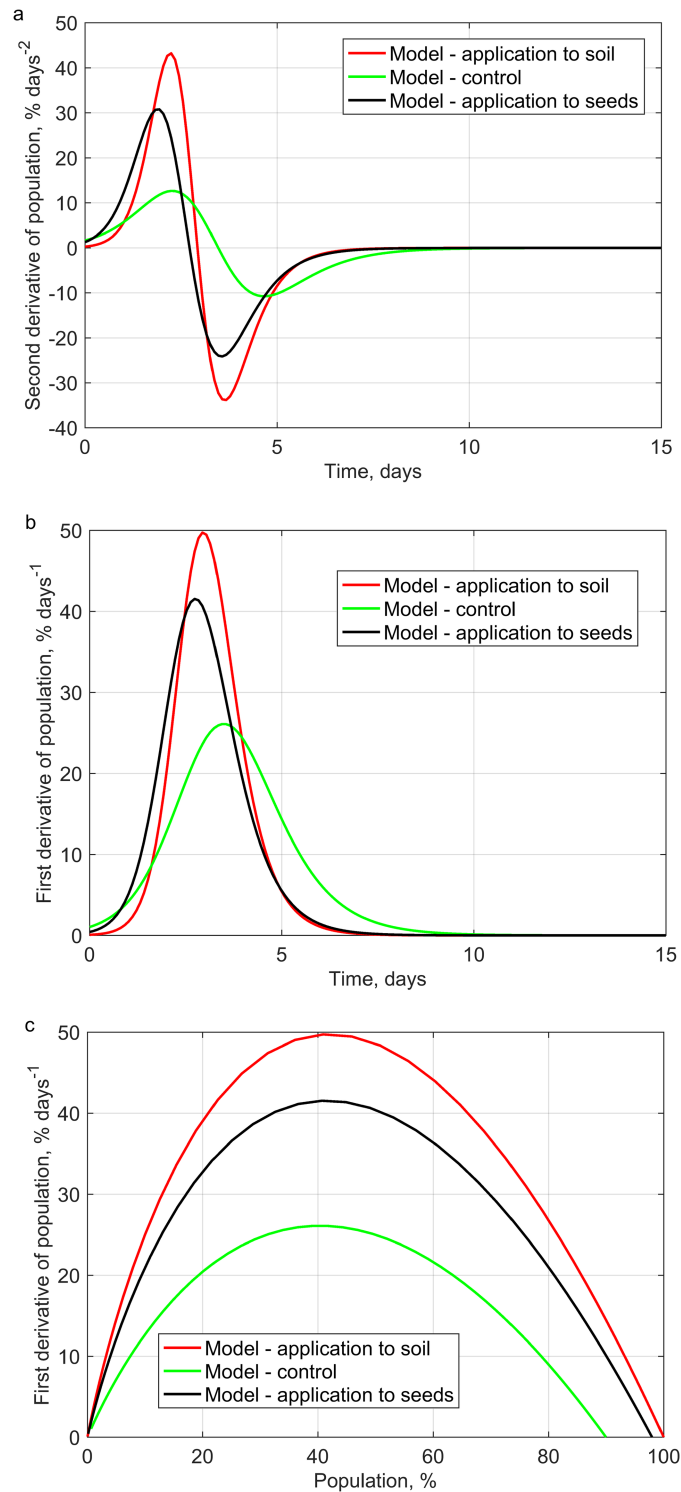 a
50
40
30
20
10
0
-10
-20
-30
-40
0
5
10
15
Second derivative of population, % days-2
Time, days
Model - application to soil
Model - control
Model - application to seeds
b
50
40
30
20
10
0
0
5
10
15
First derivative of population, % days-1
Time, days
Model - application to soil
Model - control
Model - application to seeds
c
50
40
30
20
10
0
0
20
40
60
80
100
First derivative of population, % days-1
Population, %
Model - application to soil
Model - control
Model - application to seeds